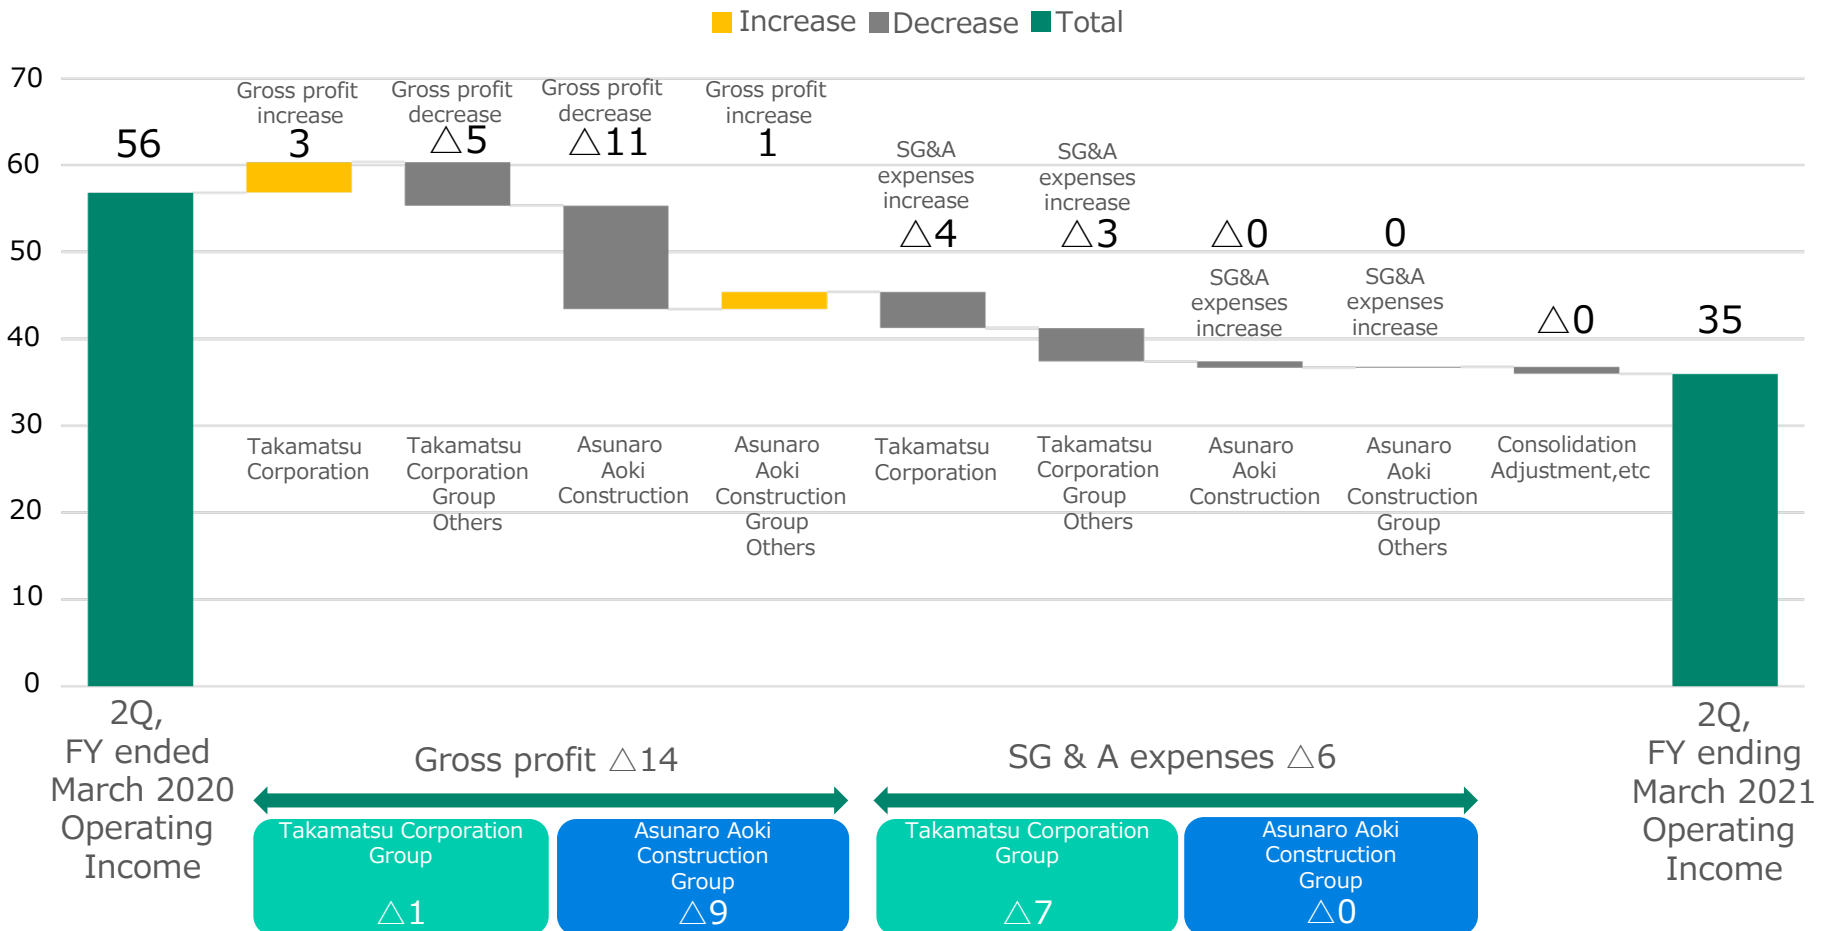 Increase Decrease Total
70
60
50
40
30
20
10
0
56
Gross profit
increase
3
Gross profit
decrease
△5
Gross profit
decrease
△11
Gross profit
increase
1
SG&A
expenses
increase
△4
SG&A
expenses
increase
△3
△0
SG&A
expenses
increase
0
SG&A
expenses
increase
△0
35
Takamatsu
Corporation
Takamatsu
Corporation
Group
Others
Asunaro
Aoki
Construction
Asunaro
Aoki
Construction
Group
Others
Takamatsu
Corporation
Takamatsu
Corporation
Group
Others
Asunaro
Aoki
Construction
Asunaro
Aoki
Construction
Group
Others
Consolidation
Adjustment,etc
2Q,
FY ended
March 2020
Operating
Income
Gross profit △14
Takamatsu Corporation
Group
△1
Asunaro Aoki
Construction
Group
△9
SG & A expenses △6
Takamatsu Corporation
Group
△7
Asunaro Aoki
Construction
Group
△0
2Q,
FY ending
March 2021
Operating
Income